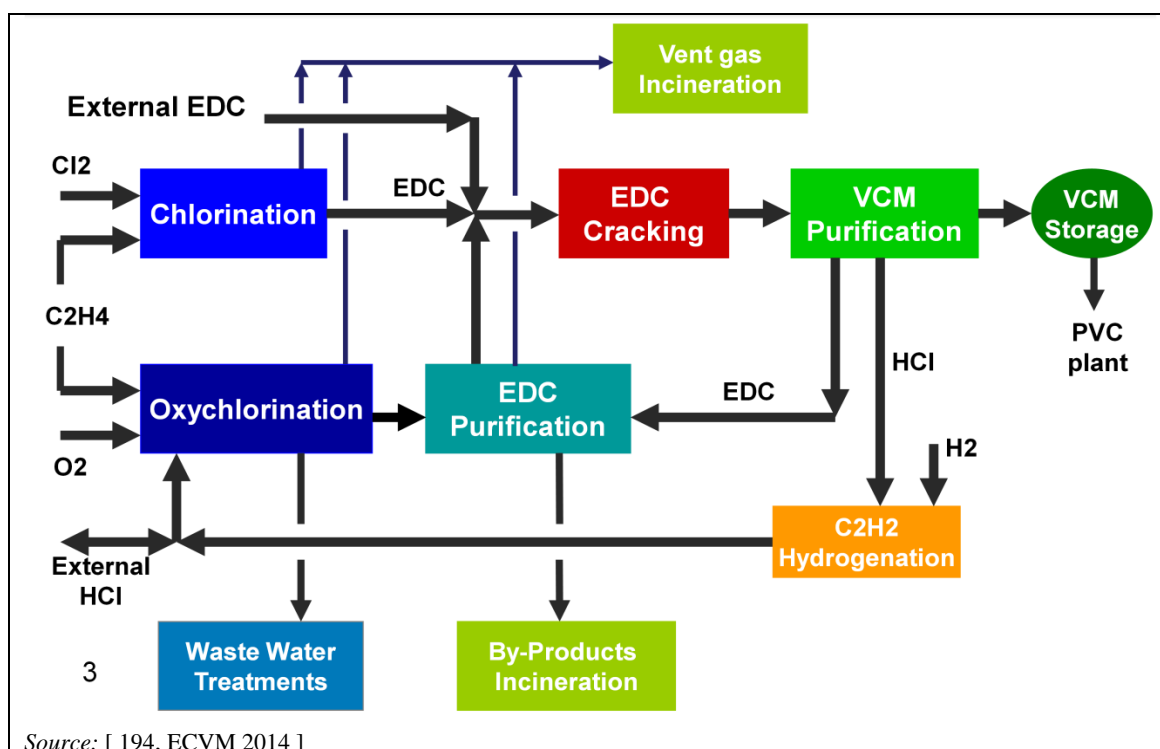 Vent gas
Incineration
External EDC
Cl2
EDC
Chlorination
EDC
Cracking
VCM
Purification
VCM
Storage
C2H4
PVC
plant
HCl
EDC
Oxychlorination
EDC
Purification
O2
H2
C2H2
Hydrogenation
External
HCl
Waste Water
Treatments
By-Products
Incineration
3
Source: [ 194, ECVM 2014 ]